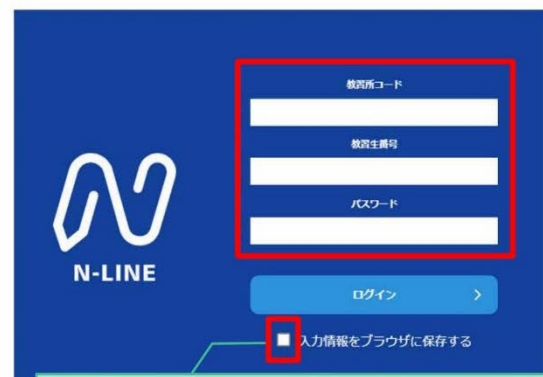 教習所コード
教習生番号
パスワード
N-LINE
ログイン
入力情報をブラウザに保存する